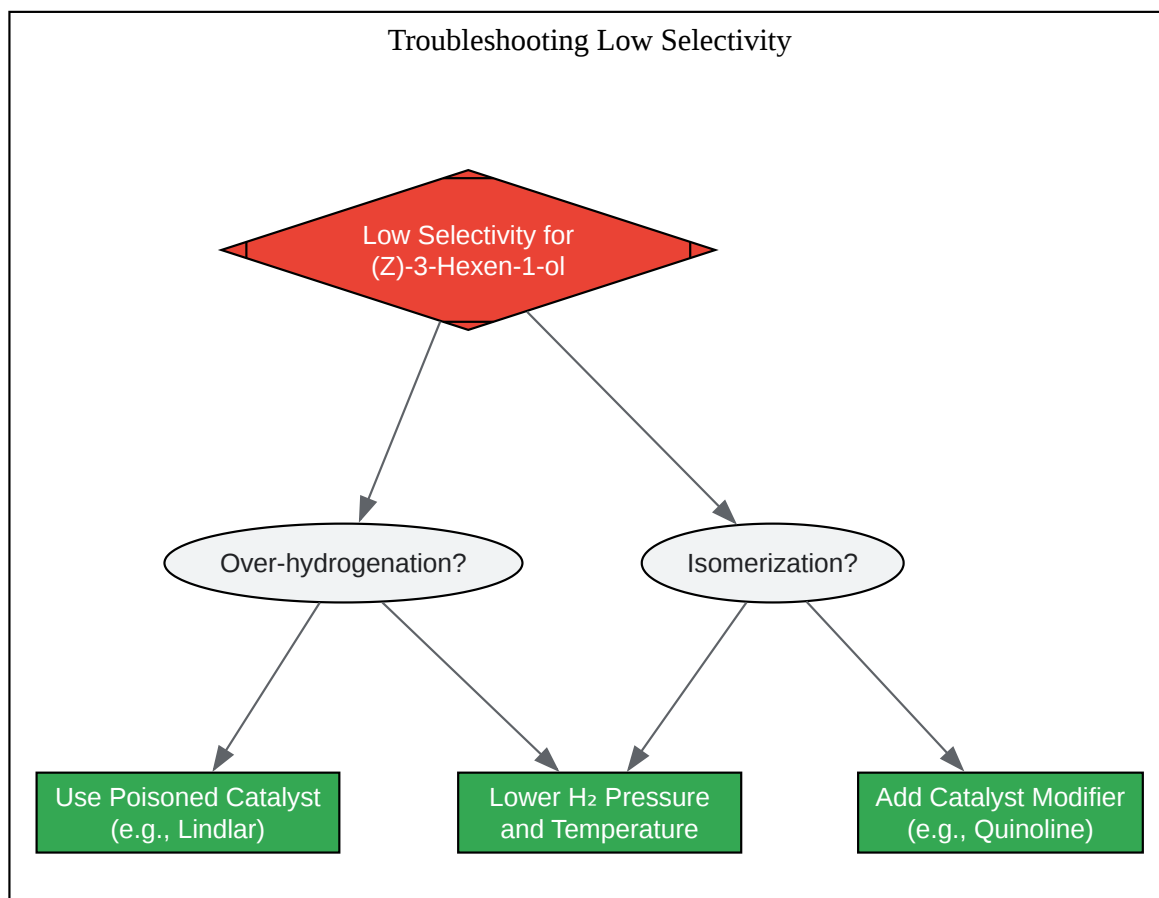 Troubleshooting Low Selectivity
Low Selectivity for
(Z)-3-Hexen-1-ol
Over-hydrogenation?
Isomerization?
Use Poisoned Catalyst
(e.g., Lindlar)
Lower H₂ Pressure
and Temperature
Add Catalyst Modifier
(e.g., Quinoline)